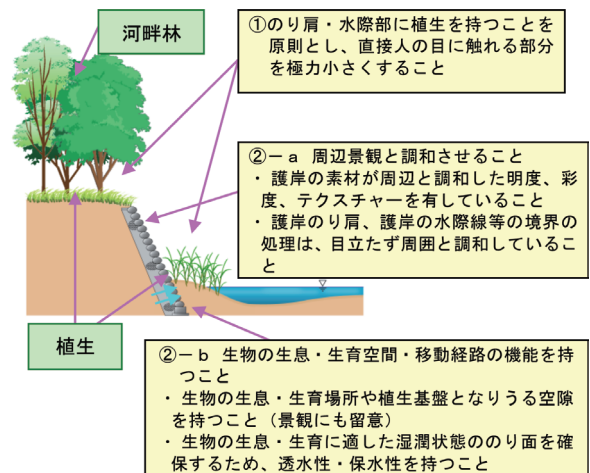 河畔林
①のり肩・水際部に植生を持つことを
原則とし、直接人の目に触れる部分
を極力小さくすること
②－ａ 周辺景観と調和させること
・ 護岸の素材が周辺と調和した明度、彩
度、テクスチャーを有していること
・ 護岸ののり肩、護岸の水際線等の境界の
処理は、目立たず周囲と調和しているこ
と
植生
②－ｂ 生物の生息・生育空間・移動経路の機能を持
つこと
・ 生物の生息・生育場所や植生基盤となりうる空隙
を持つこと（景観にも留意）
・ 生物の生息・生育に適した湿潤状態ののり面を確
保するため、透水性・保水性を持つこと